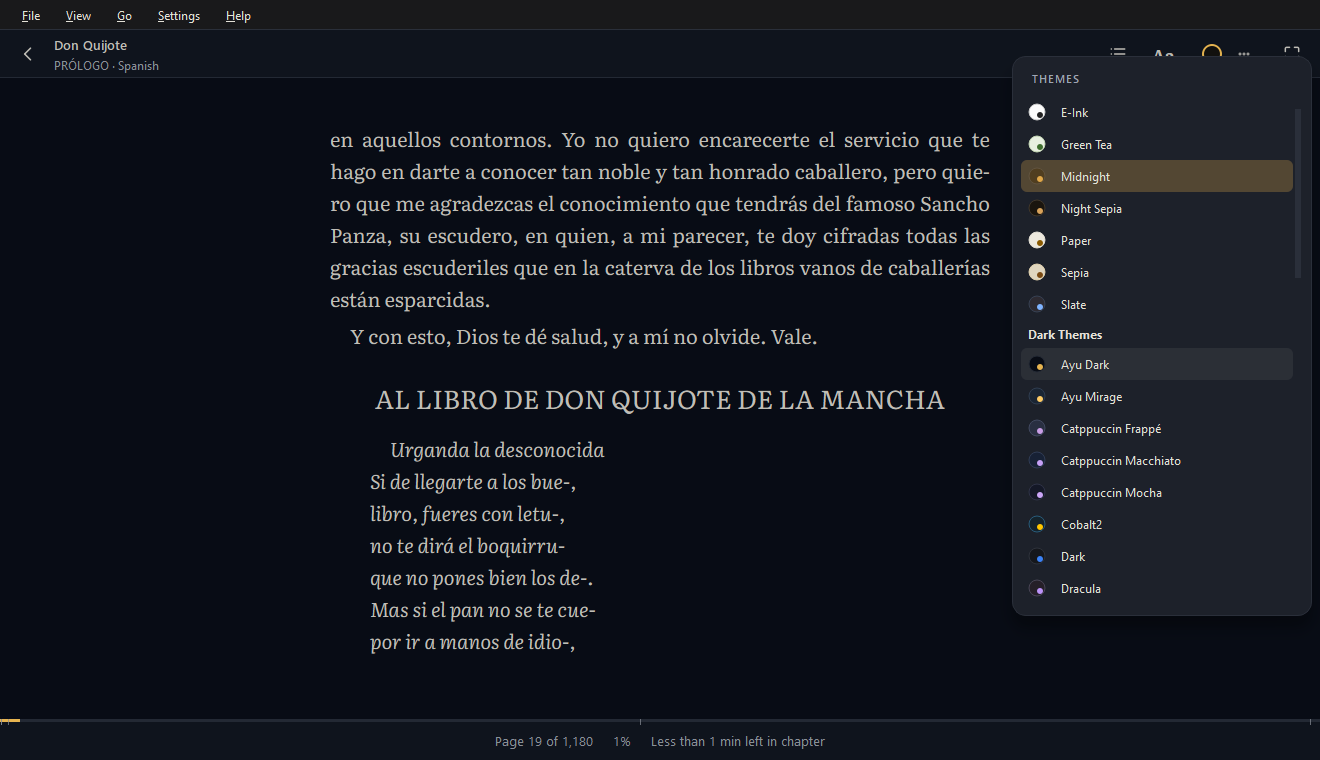 File View Go Settings Help
Don Quijote
PRÓLOGO · Spanish
Aa
THEMES
E-Ink
Green Tea
Midnight
Night Sepia
Paper
Sepia
Slate
Dark Themes
Ayu Dark
Ayu Mirage
Catppuccin Frappé
Catppuccin Macchiato
Catppuccin Mocha
Cobalt2
Dark
Dracula
en aquellos contornos. Yo no quiero encarecerte el servicio que te
hago en darte a conocer tan noble y tan honrado caballero, pero quie-
ro que me agradezcas el conocimiento que tendrás del famoso Sancho
Panza, su escudero, en quien, a mi parecer, te doy cifradas todas las
gracias escuderiles que en la caterva de los libros vanos de caballerías
están esparcidas.
Y con esto, Dios te dé salud, y a mí no olvide. Vale.
AL LIBRO DE DON QUIJOTE DE LA MANCHA
Urganda la desconocida
Si de llegarte a los bue-,
libro, fueres con letu-,
no te dirá el boquirru-
que no pones bien los de-.
Mas si el pan no se te cue-
por ir a manos de idio-,
Page 19 of 1,180 1% Less than 1 min left in chapter